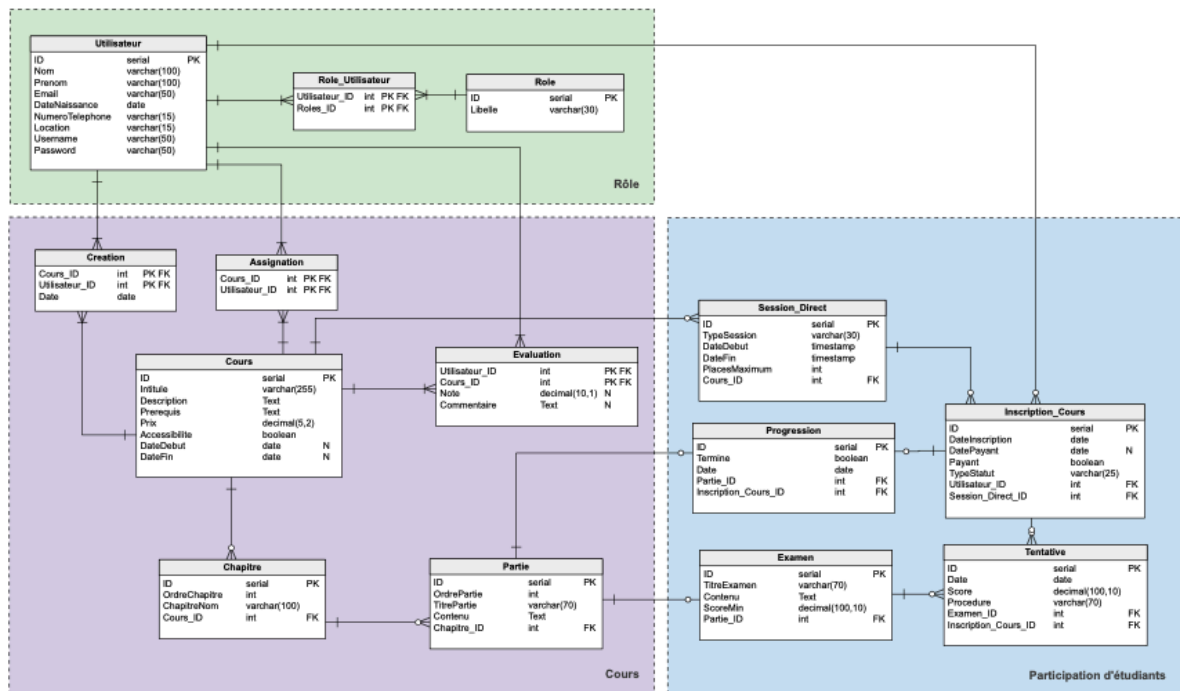 Utilisateur
ID serial PK
Nom varchar(100)
Prenom varchar(100)
Email varchar(50)
DateNaissance date
NumeroTelephone varchar(15)
Location varchar(15)
Username varchar(50)
Password varchar(50)
Role_Utilisateur
Utilisateur_ID int PK FK
Roles_ID int PK FK
Role
ID serial PK
Libelle varchar(30)
Rôle
Creation
Cours_ID int PK FK
Utilisateur_ID int PK FK
Date date
Assignation
Cours_ID int PK FK
Utilisateur_ID int PK FK
Cours
ID serial PK
Intitule varchar(255)
Description Text
Prerequis Text
Prix decimal(5,2)
Accessibilite boolean
DateDebut date N
DateFin date N
Evaluation
Utilisateur_ID int PK FK
Cours_ID int PK FK
Note decimal(10,1) N
Commentaire Text N
Chapitre
ID serial PK
OrdreChapitre int
ChapitreNom varchar(100)
Cours_ID int FK
Partie
ID serial PK
OrdrePartie int
TitrePartie varchar(70)
Contenu Text
Chapitre_ID int FK
Cours
Session_Direct
ID serial PK
TypeSession varchar(30)
DateDebut timestamp
DateFin timestamp
PlacesMaximum int
Cours_ID int FK
Inscription_Cours
ID serial PK
DateInscription date
DatePayant date N
Payant boolean
TypeStatut varchar(25)
Utilisateur_ID int FK
Session_Direct_ID int FK
Progression
ID serial PK
Termine boolean
Date date
Partie_ID int FK
Inscription_Cours_ID int FK
Examen
ID serial PK
TitreExamen varchar(70)
Contenu Text
ScoreMin decimal(100,10)
Partie_ID int FK
Tentative
ID serial PK
Date date
Score decimal(100,10)
Procedure varchar(70)
Examen_ID int FK
Inscription_Cours_ID int FK
Participation d'étudiants